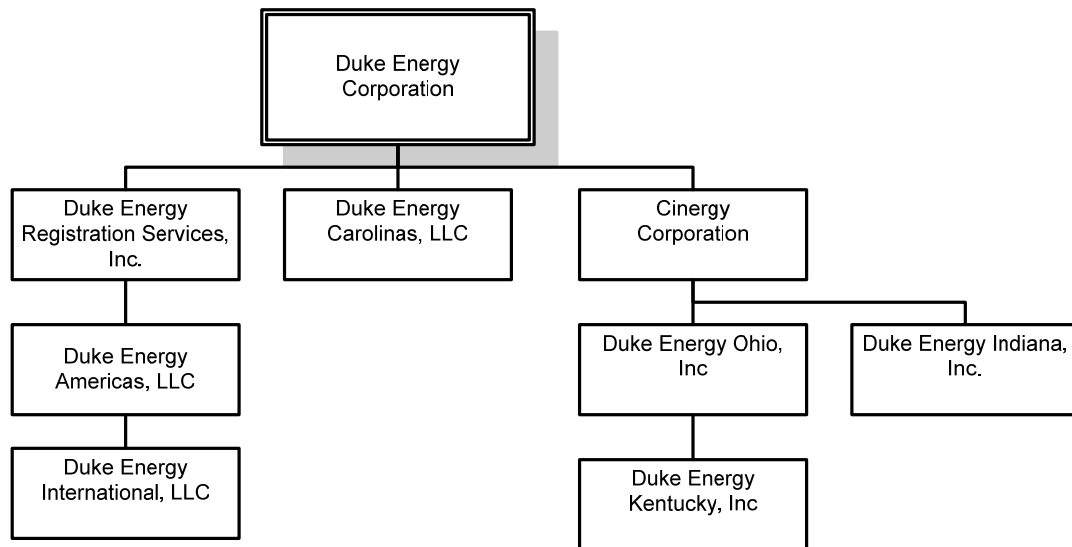 Duke Energy
Corporation
Duke Energy
Registration Services,
Inc.
Duke Energy
Carolinas, LLC
Cinergy
Corporation
Duke Energy
Americas, LLC
Duke Energy Ohio,
Inc
Duke Energy Indiana,
Inc.
Duke Energy
International, LLC
Duke Energy
Kentucky, Inc